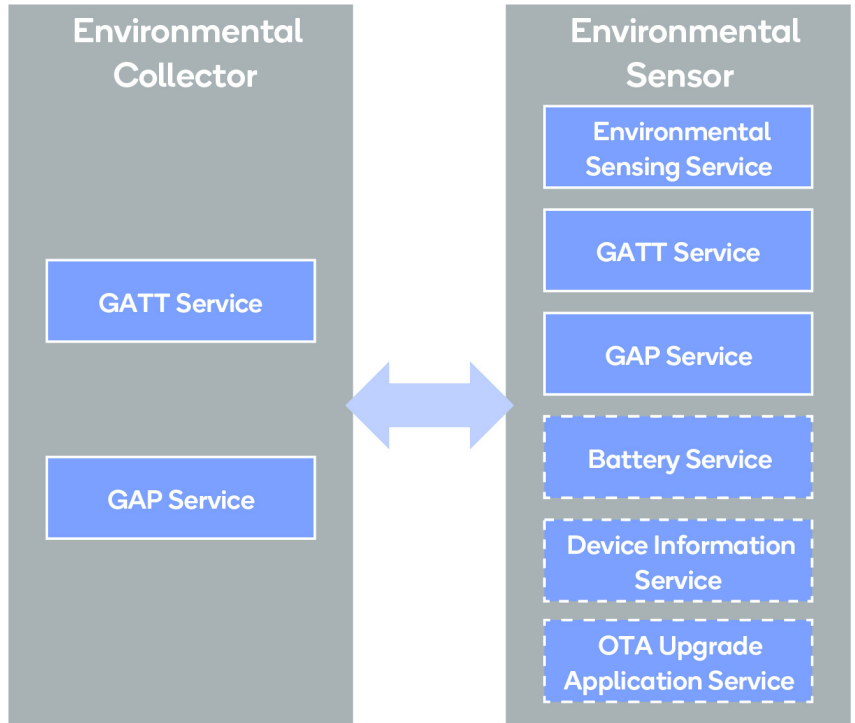 Environmental
Collector
GATT Service
GAP Service
Environmental
Sensor
Environmental
Sensing Service
GATT Service
GAP Service
Battery Service
Device Information
Service
OTA Upgrade
Application Service